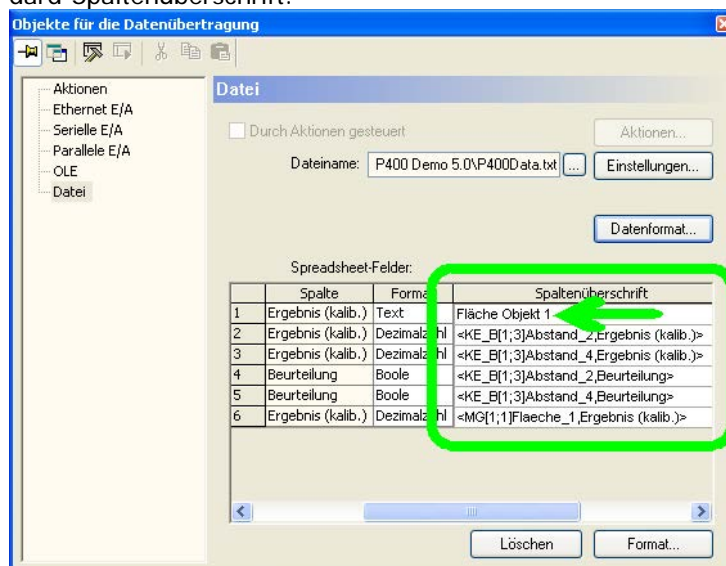 dard-Spaltenüberschrift.
Objekte für die Datenübertragung
Aktionen
Ethernet E/A
Serielle E/A
Parallele E/A
OLE
Datei
Datei
Durch Aktionen gesteuert
Aktionen...
Dateiname: P400 Demo 5.0\P400Data.txt ... Einstellungen...
Datenformat...
Spreadsheet-Felder:
Spalte Forma Spaltenüberschrift
1 Ergebnis (kalib.) Text Fläche Objekt 1
2 Ergebnis (kalib.) Dezimalzahl <KE_B[1;3]Abstand_2,Ergebnis (kalib.)>
3 Ergebnis (kalib.) Dezimalzahl <KE_B[1;3]Abstand_4,Ergebnis (kalib.)>
4 Beurteilung Boole <KE_B[1;3]Abstand_2,Beurteilung>
5 Beurteilung Boole <KE_B[1;3]Abstand_4,Beurteilung>
6 Ergebnis (kalib.) Dezimalzahl <MG[1;1]Flaeche_1,Ergebnis (kalib.)>
Löschen Format...